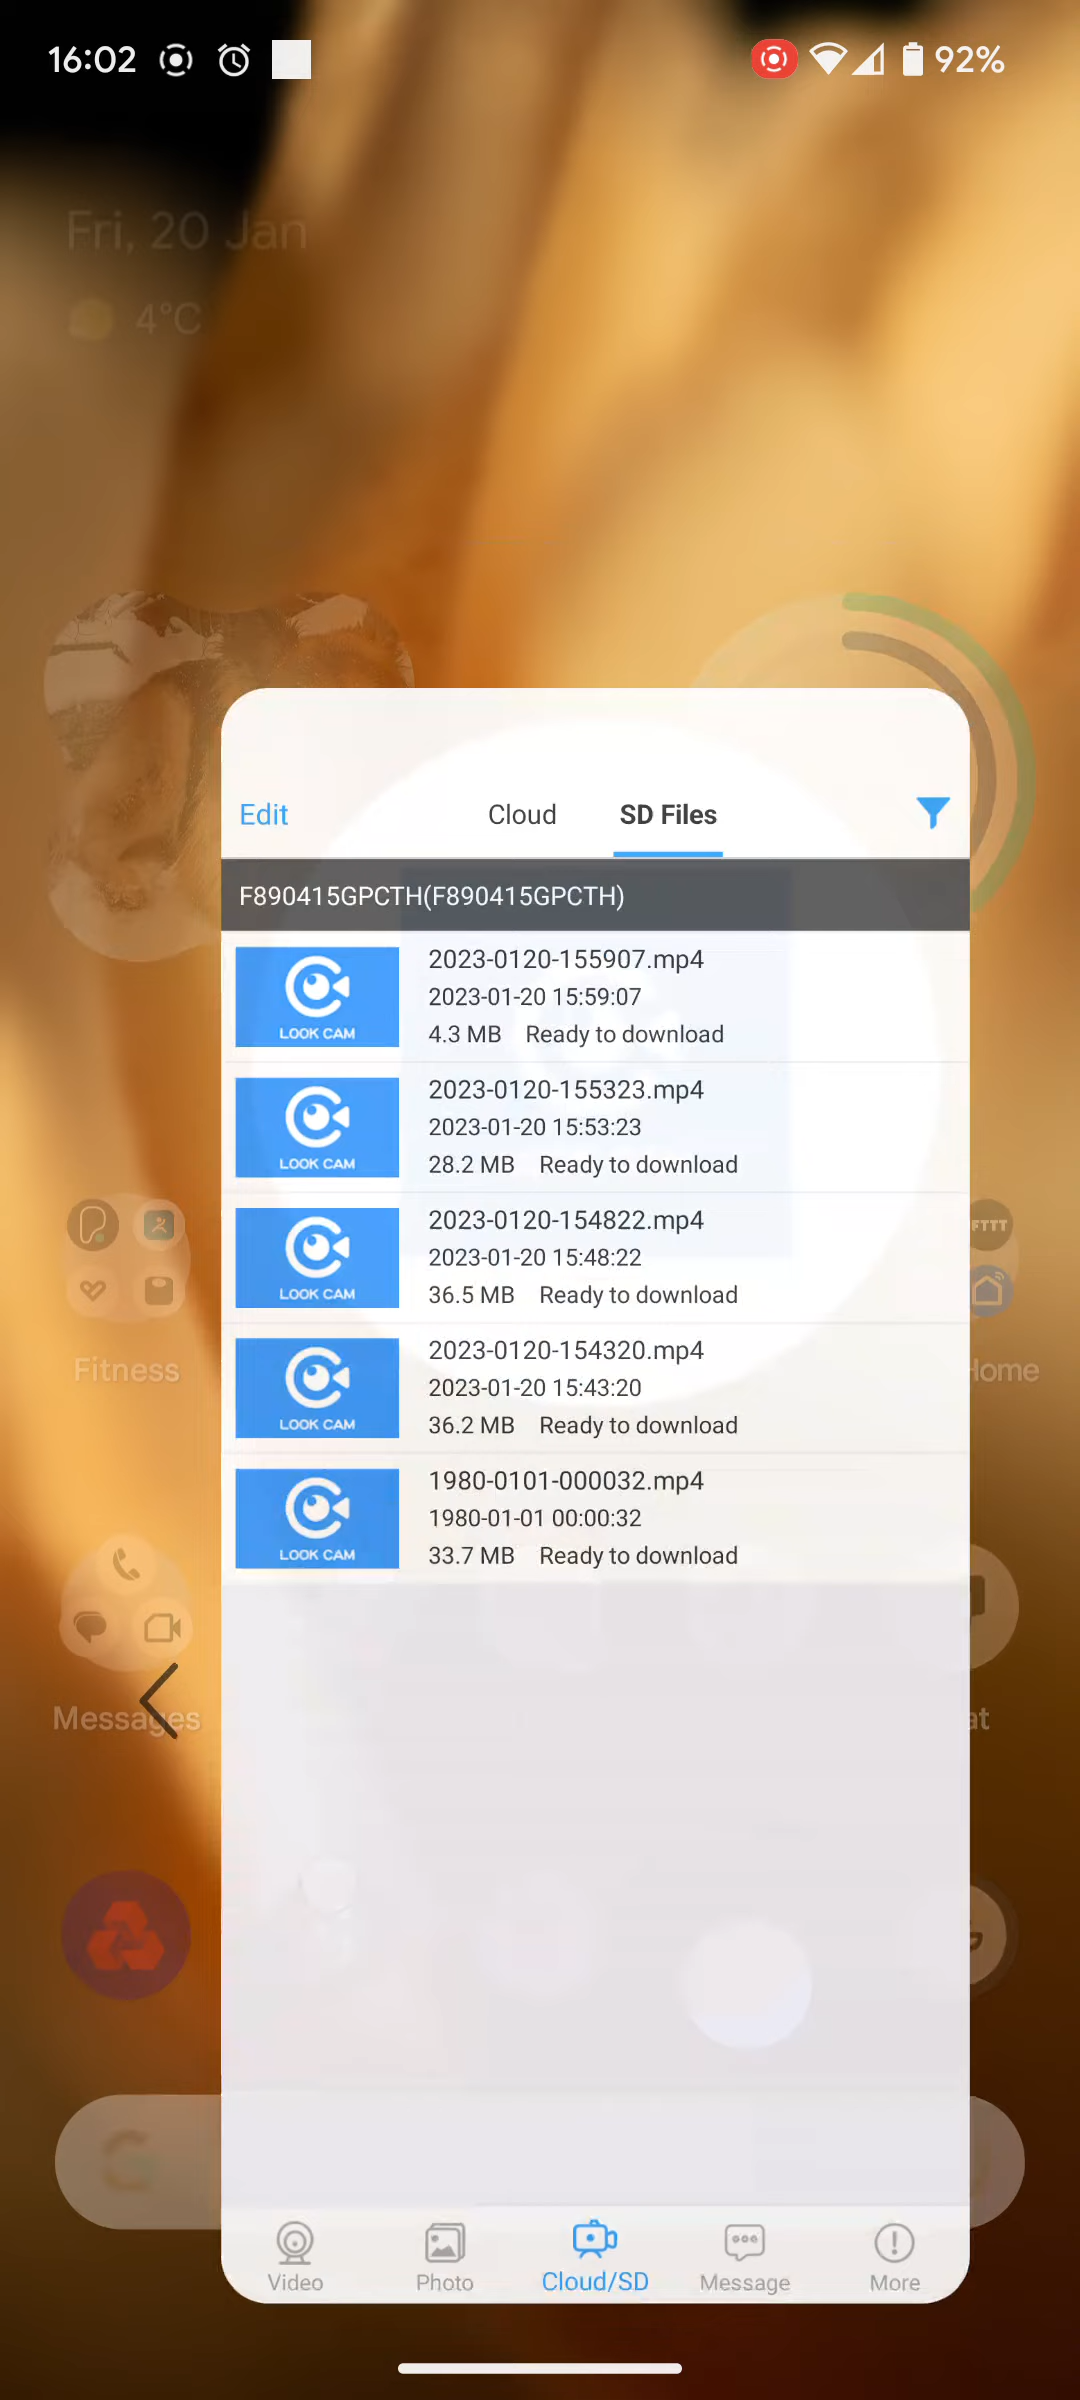 16:02
92%
Fri, 20 Jan
4°C
Edit
Cloud
SD Files
F890415GPCTH(F890415GPCTH)
LOOK CAM
2023-0120-155907.mp4
2023-01-20 15:59:07
4.3 MB Ready to download
LOOK CAM
2023-0120-155323.mp4
2023-01-20 15:53:23
28.2 MB Ready to download
LOOK CAM
2023-0120-154822.mp4
2023-01-20 15:48:22
36.5 MB Ready to download
FTTT
LOOK CAM
2023-0120-154320.mp4
2023-01-20 15:43:20
36.2 MB Ready to download
Fitness
Home
LOOK CAM
1980-0101-000032.mp4
1980-01-01 00:00:32
33.7 MB Ready to download
Messages
at
Video
Photo
Cloud/SD
Message
More